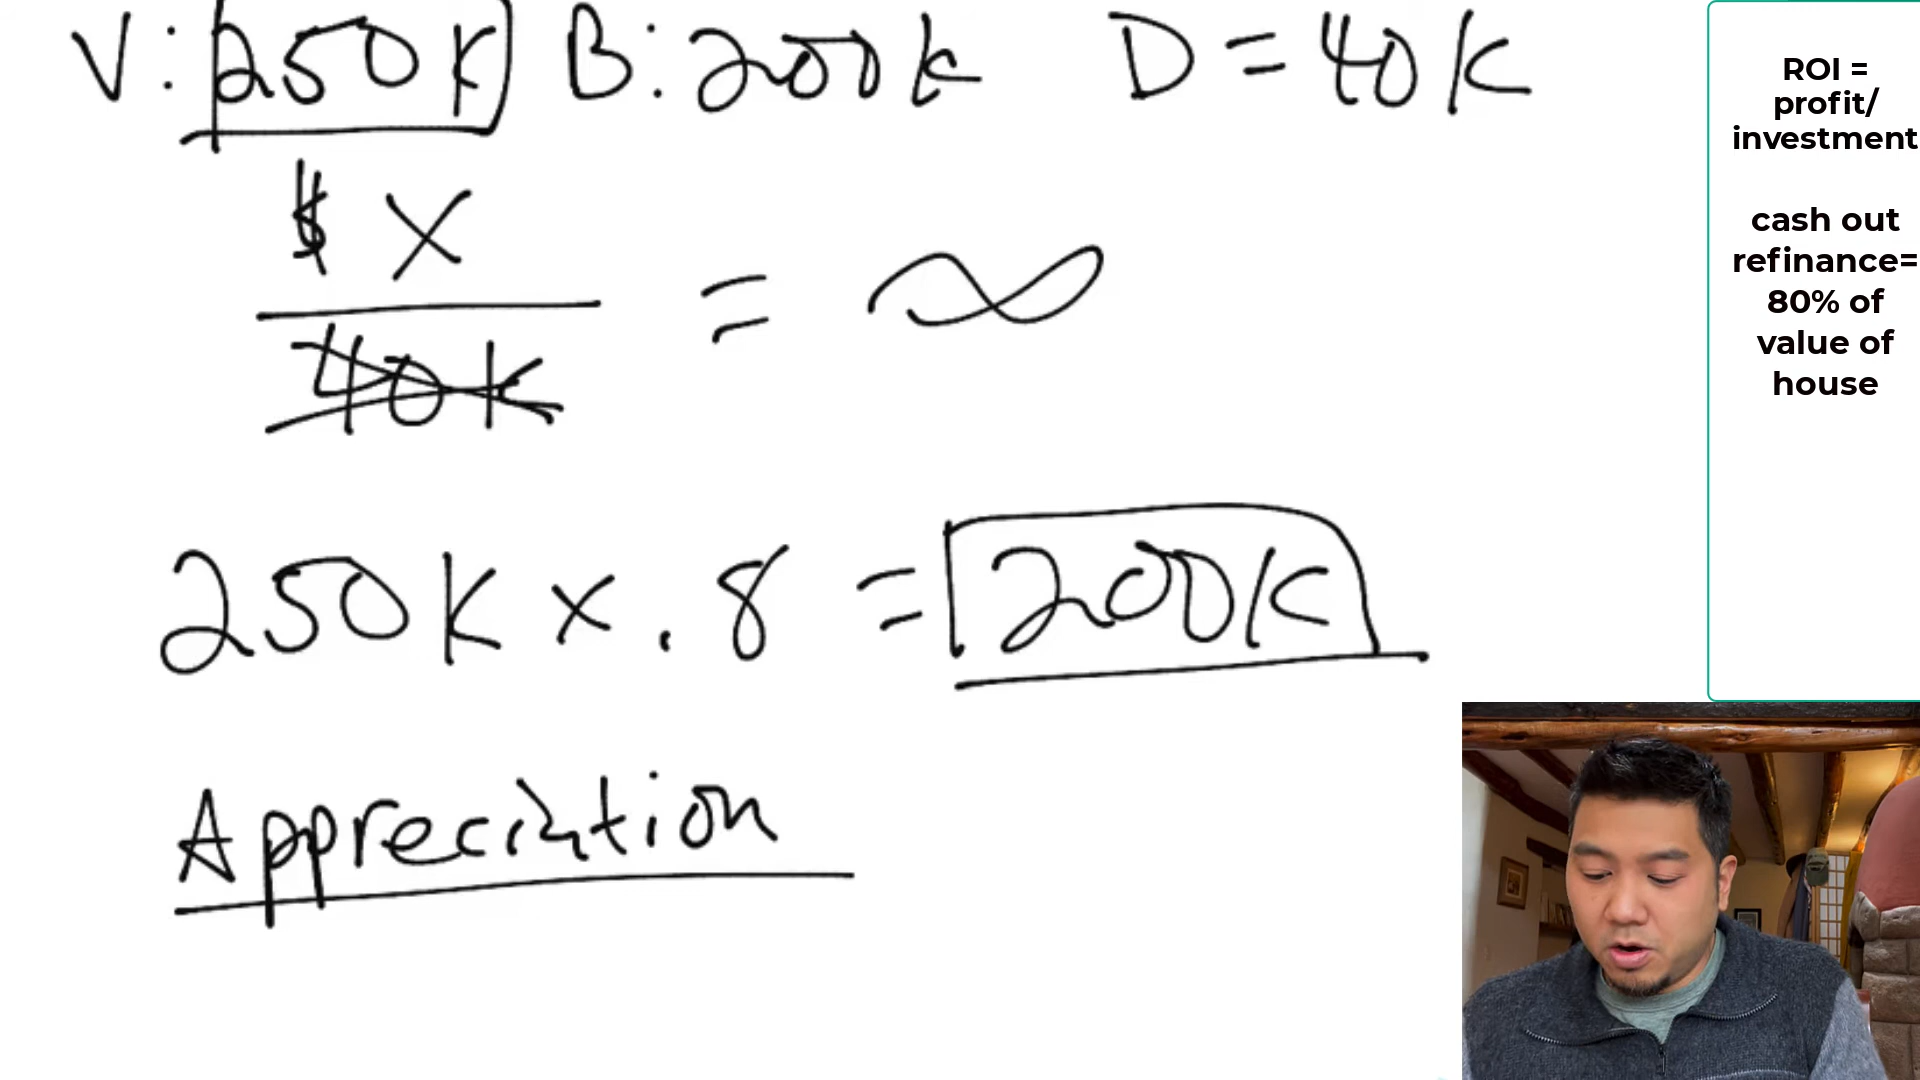 V: 250K B: 200K D = 40K
$ X
40K
= ∞
250K x .8 = 200K
Appreciation
ROI =
profit/
investment
cash out
refinance=
80% of
value of
house